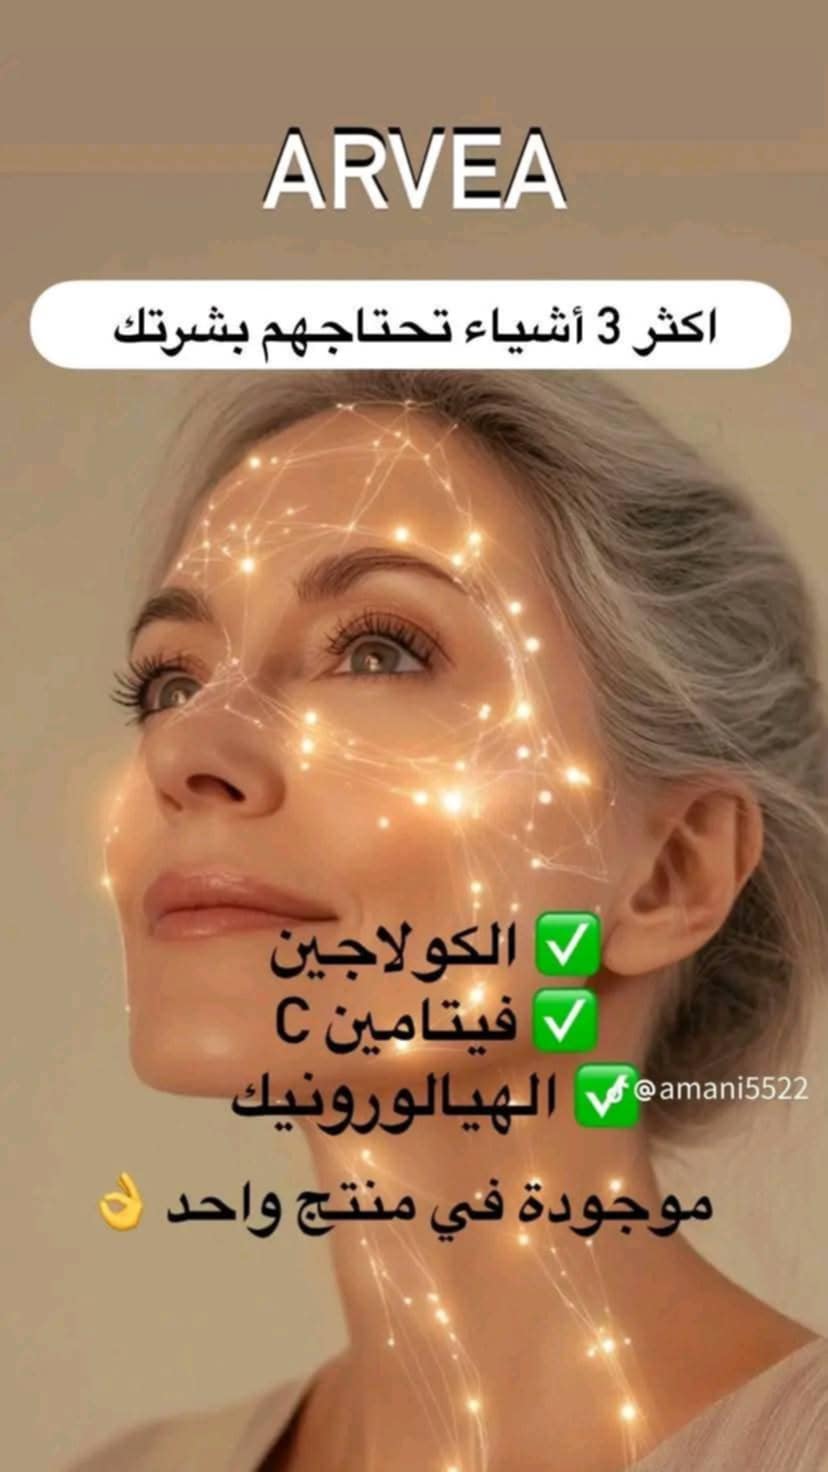 ARVEA
اكثر 3 أشياء تحتاجهم بشرتك
✅ الكولاجين
✅ فيتامين C
✅ الهيالورونيك
@amani5522
موجودة في منتج واحد 👌